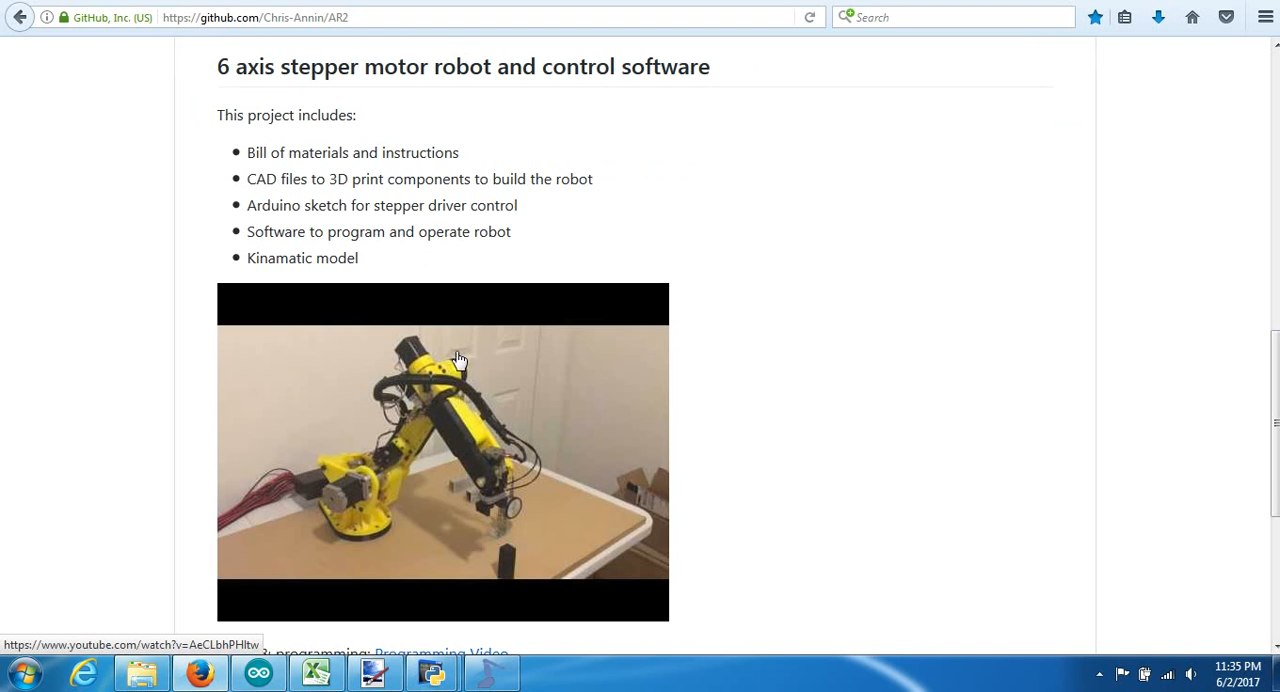 GitHub, Inc. (US) https://github.com/Chris-Annin/AR2 Search
6 axis stepper motor robot and control software
This project includes:
Bill of materials and instructions
CAD files to 3D print components to build the robot
Arduino sketch for stepper driver control
Software to program and operate robot
Kinamatic model
https://www.youtube.com/watch?v=AeCLbhPHItw
programming: Programming Video
11:35 PM
6/2/2017